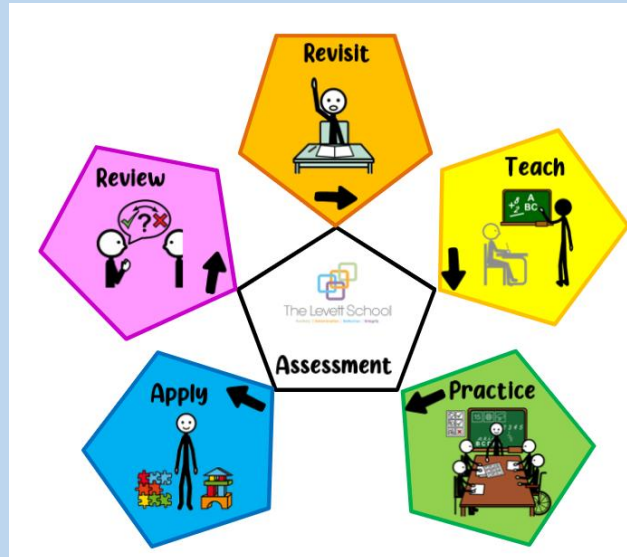 Revisit
Teach
A
BC
Practice
Apply
Review
?
The Levett School
Assessment